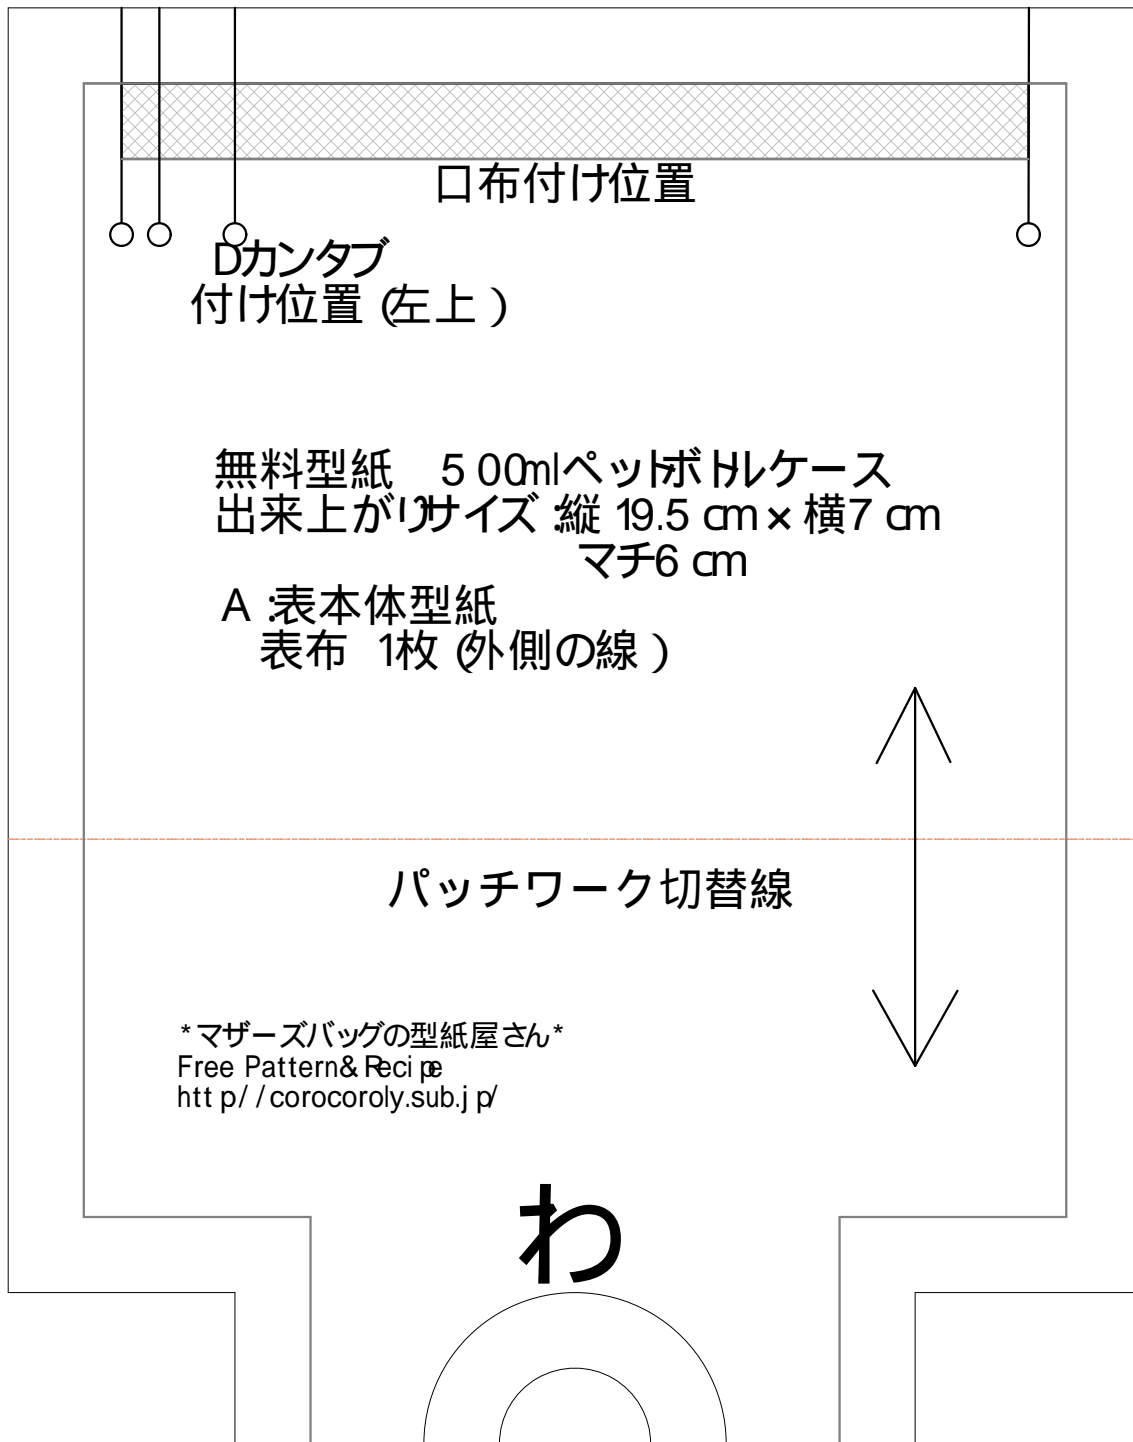 口布付け位置
Dカンタブ
付け位置(左上)
無料型紙　500mlペットボトルケース
出来上がりサイズ:縦 19.5 cm×横7 cm
マチ6 cm
A:表本体型紙
表布 1枚(外側の線)
パッチワーク切替線
*マザーズバッグの型紙屋さん*
Free Pattern&Recipe
http//corocoroly.sub.jp/
わ